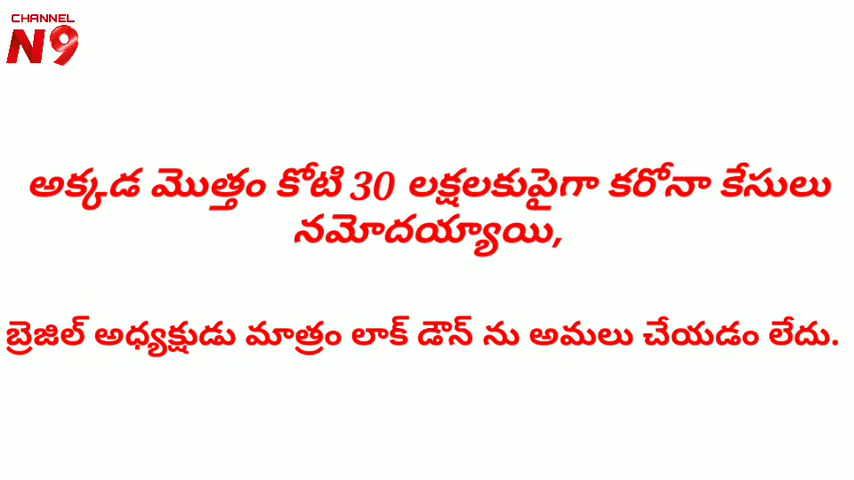 CHANNEL
N9
అక్కడ మొత్తం కోటి 30 లక్షలకుపైగా కరోనా కేసులు
నమోదయ్యాయి,
బ్రెజిల్ అధ్యక్షుడు మాత్రం లాక్ డౌన్ ను అమలు చేయడం లేదు.